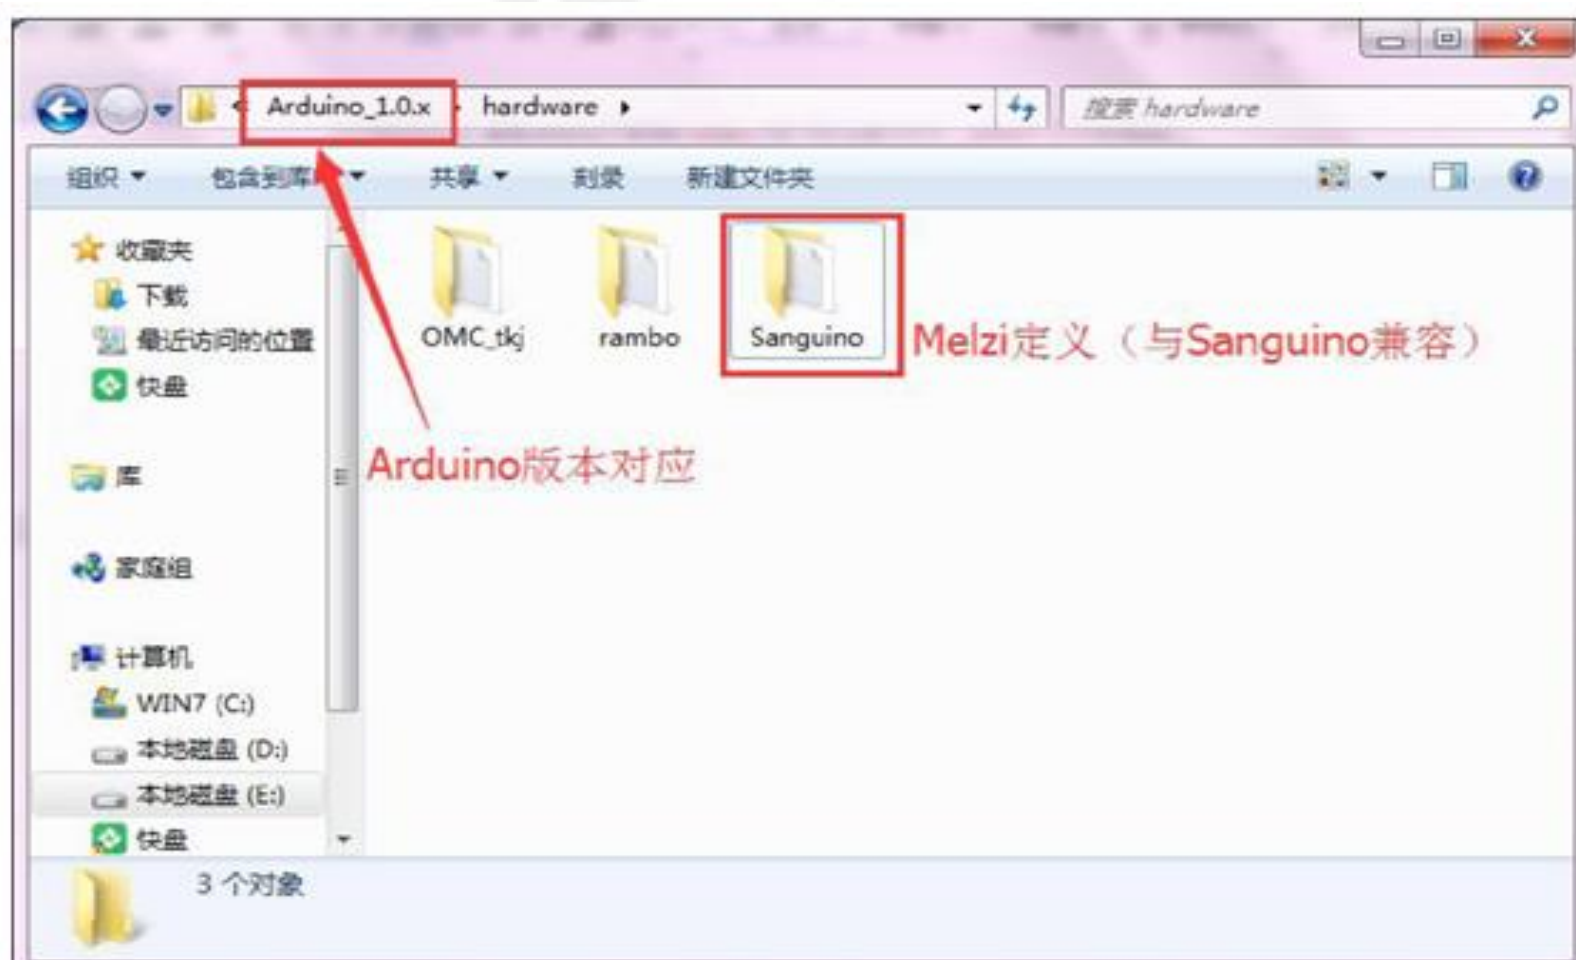 Arduino_1.0.x hardware 搜索 hardware
组织 包含到库 共享 刻录 新建文件夹
收藏夹
下载
最近访问的位置
快盘
库
家庭组
计算机
WIN7 (C:)
本地磁盘 (D:)
本地磁盘 (E:)
快盘
OMC_tkj rambo Sanguino
Melzi定义（与Sanguino兼容）
Arduino版本对应
3 个对象